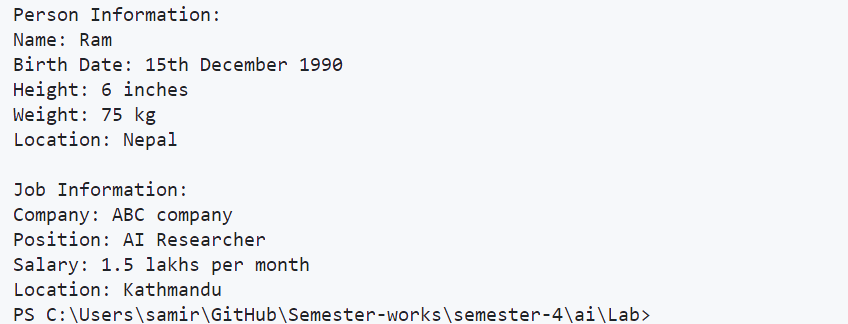 Person Information:
Name: Ram
Birth Date: 15th December 1990
Height: 6 inches
Weight: 75 kg
Location: Nepal

Job Information:
Company: ABC company
Position: AI Researcher
Salary: 1.5 lakhs per month
Location: Kathmandu
PS C:\Users\samir\GitHub\Semester-works\semester-4\ai\Lab>